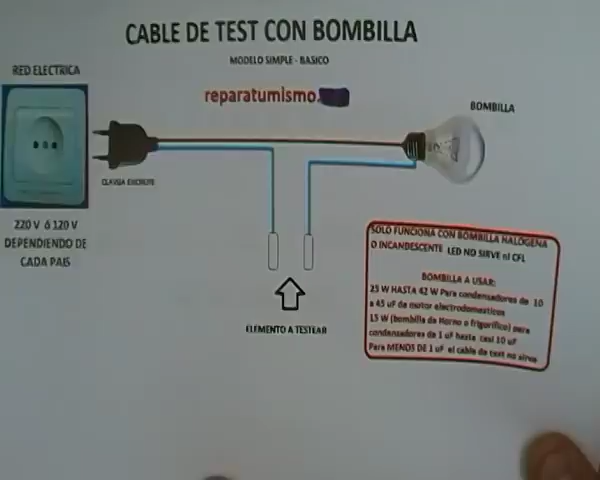 CABLE DE TEST CON BOMBILLA
MODELO SIMPLE - BASICO
RED ELECTRICA
reparatumismo.
BOMBILLA
CLAVIJA ENCHUFE
220 V ó 120 V
DEPENDIENDO DE
CADA PAIS
SOLO FUNCIONA CON BOMBILLA HALOGENA
O INCANDESCENTE LED NO SIRVE nI CFL
BOMBILLA A USAR:
25 W HASTA 42 W Para condensadores de 10
a 45 uF de motor electrodomesticos
15 W (bombilla de Horno o frigorifico) para
condensadores de 1 uF hasta casi 10 uF
Para MENOS DE 1 uF el cable de test no sirve
ELEMENTO A TESTEAR